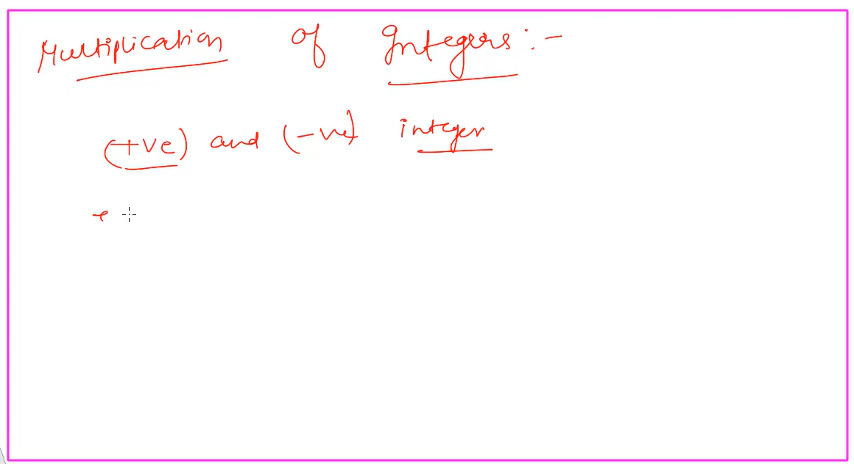 Multiplication of Integers:-
(+ve) and (-ve) integer